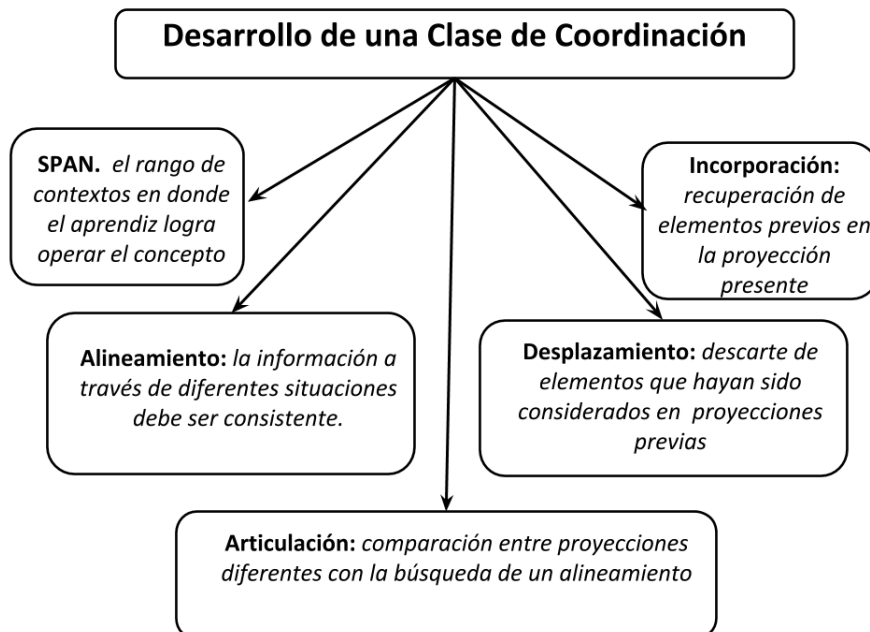 Desarrollo de una Clase de Coordinación
SPAN. el rango de
contextos en donde
el aprendiz logra
operar el concepto
Incorporación:
recuperación de
elementos previos en
la proyección
presente
Alineamiento: la información a
través de diferentes situaciones
debe ser consistente.
Desplazamiento: descarte de
elementos que hayan sido
considerados en proyecciones
previas
Articulación: comparación entre proyecciones
diferentes con la búsqueda de un alineamiento